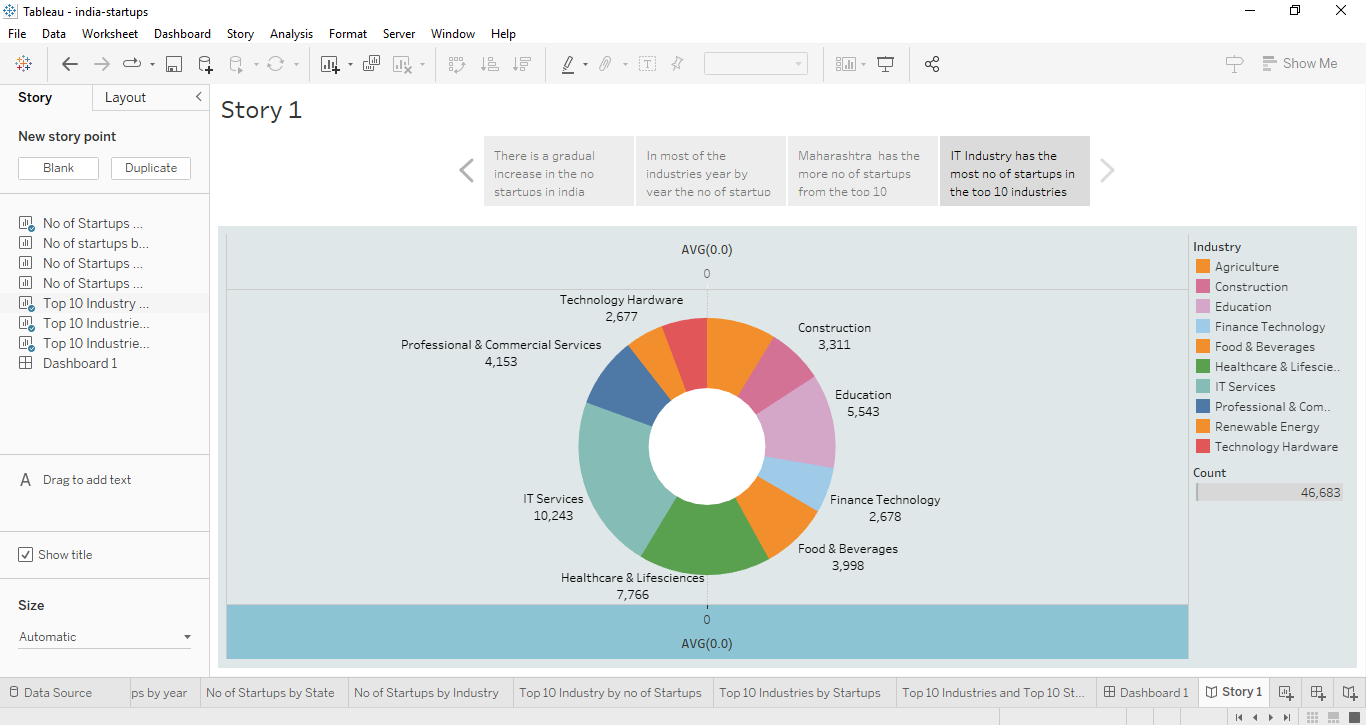 Tableau - india-startups
File Data Worksheet Dashboard Story Analysis Format Server Window Help
Show Me
Story Layout
New story point
Blank Duplicate
No of Startups ...
No of startups b...
No of Startups ...
No of Startups ...
Top 10 Industry ...
Top 10 Industrie...
Top 10 Industrie...
Dashboard 1
A Drag to add text
Show title
Size
Automatic
Story 1
There is a gradual
increase in the no
startups in india
In most of the
industries year by
year the no of startup
Maharashtra has the
more no of startups
from the top 10
IT Industry has the
most no of startups in
the top 10 industries
AVG(0.0)
0
Technology Hardware
2,677
Construction
3,311
Professional & Commercial Services
4,153
Education
5,543
IT Services
10,243
Finance Technology
2,678
Food & Beverages
3,998
Healthcare & Lifesciences
7,766
0
AVG(0.0)
Industry
Agriculture
Construction
Education
Finance Technology
Food & Beverages
Healthcare & Lifescie..
IT Services
Professional & Com..
Renewable Energy
Technology Hardware
Count
46,683
Data Source ps by year No of Startups by State No of Startups by Industry Top 10 Industry by no of Startups Top 10 Industries by Startups Top 10 Industries and Top 10 St... Dashboard 1 Story 1